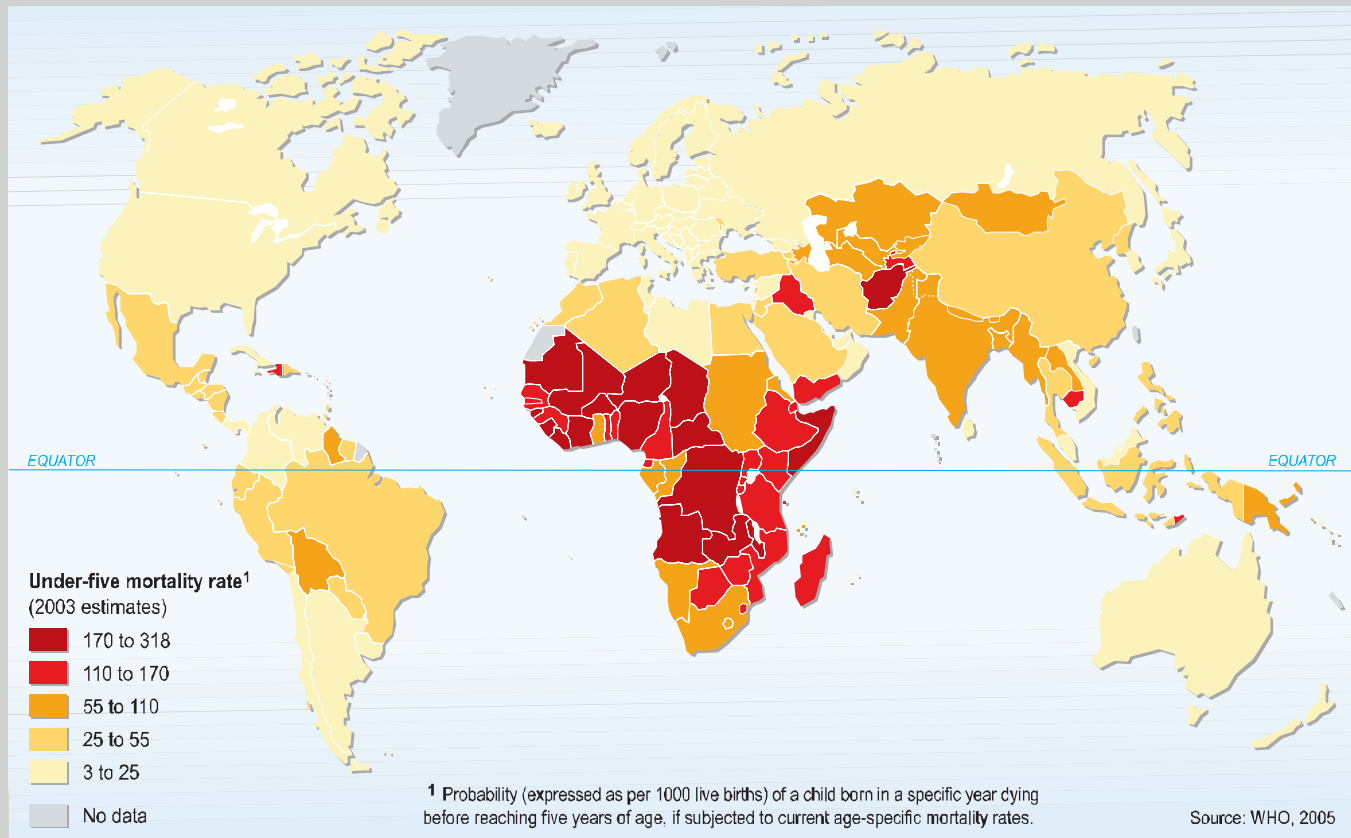 EQUATOR
EQUATOR
Under-five mortality rate¹
(2003 estimates)
170 to 318
110 to 170
55 to 110
25 to 55
3 to 25
No data
¹ Probability (expressed as per 1000 live births) of a child born in a specific year dying
before reaching five years of age, if subjected to current age-specific mortality rates.
Source: WHO, 2005